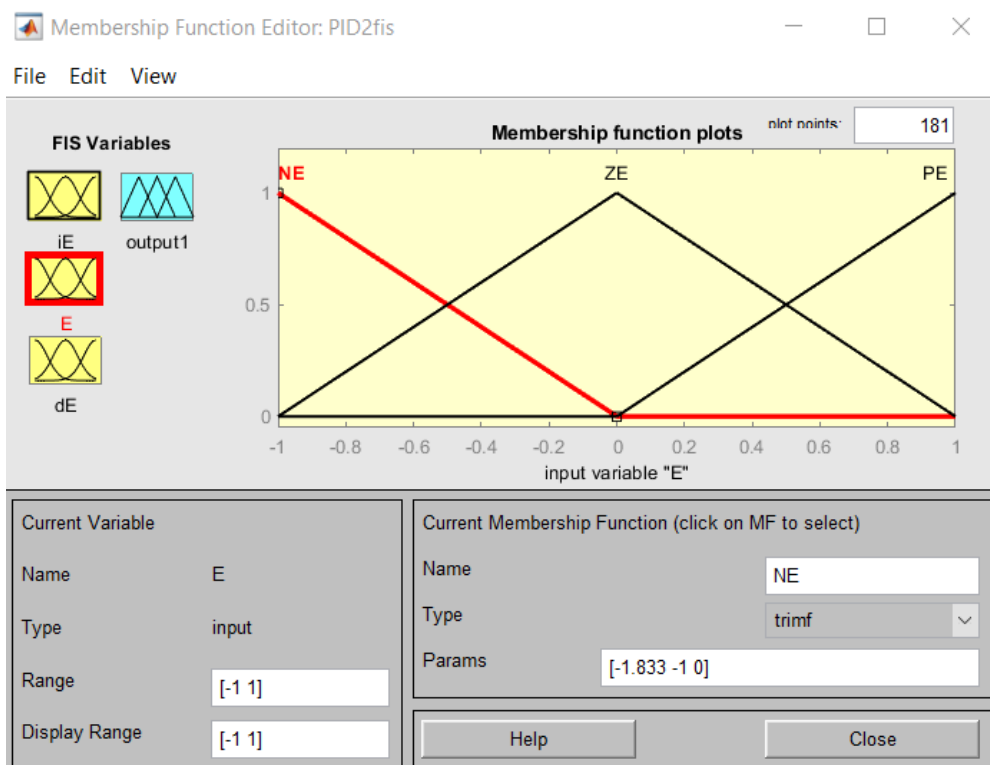 Membership Function Editor: PID2fis
File Edit View
FIS Variables
Membership function plots
plot points:
181
iE
output1
E
dE
NE
ZE
PE
1
0.5
0
-1 -0.8 -0.6 -0.4 -0.2 0 0.2 0.4 0.6 0.8 1
input variable "E"
Current Variable
Name E
Type input
Range [-1 1]
Display Range [-1 1]
Current Membership Function (click on MF to select)
Name NE
Type trimf
Params [-1.833 -1 0]
Help
Close